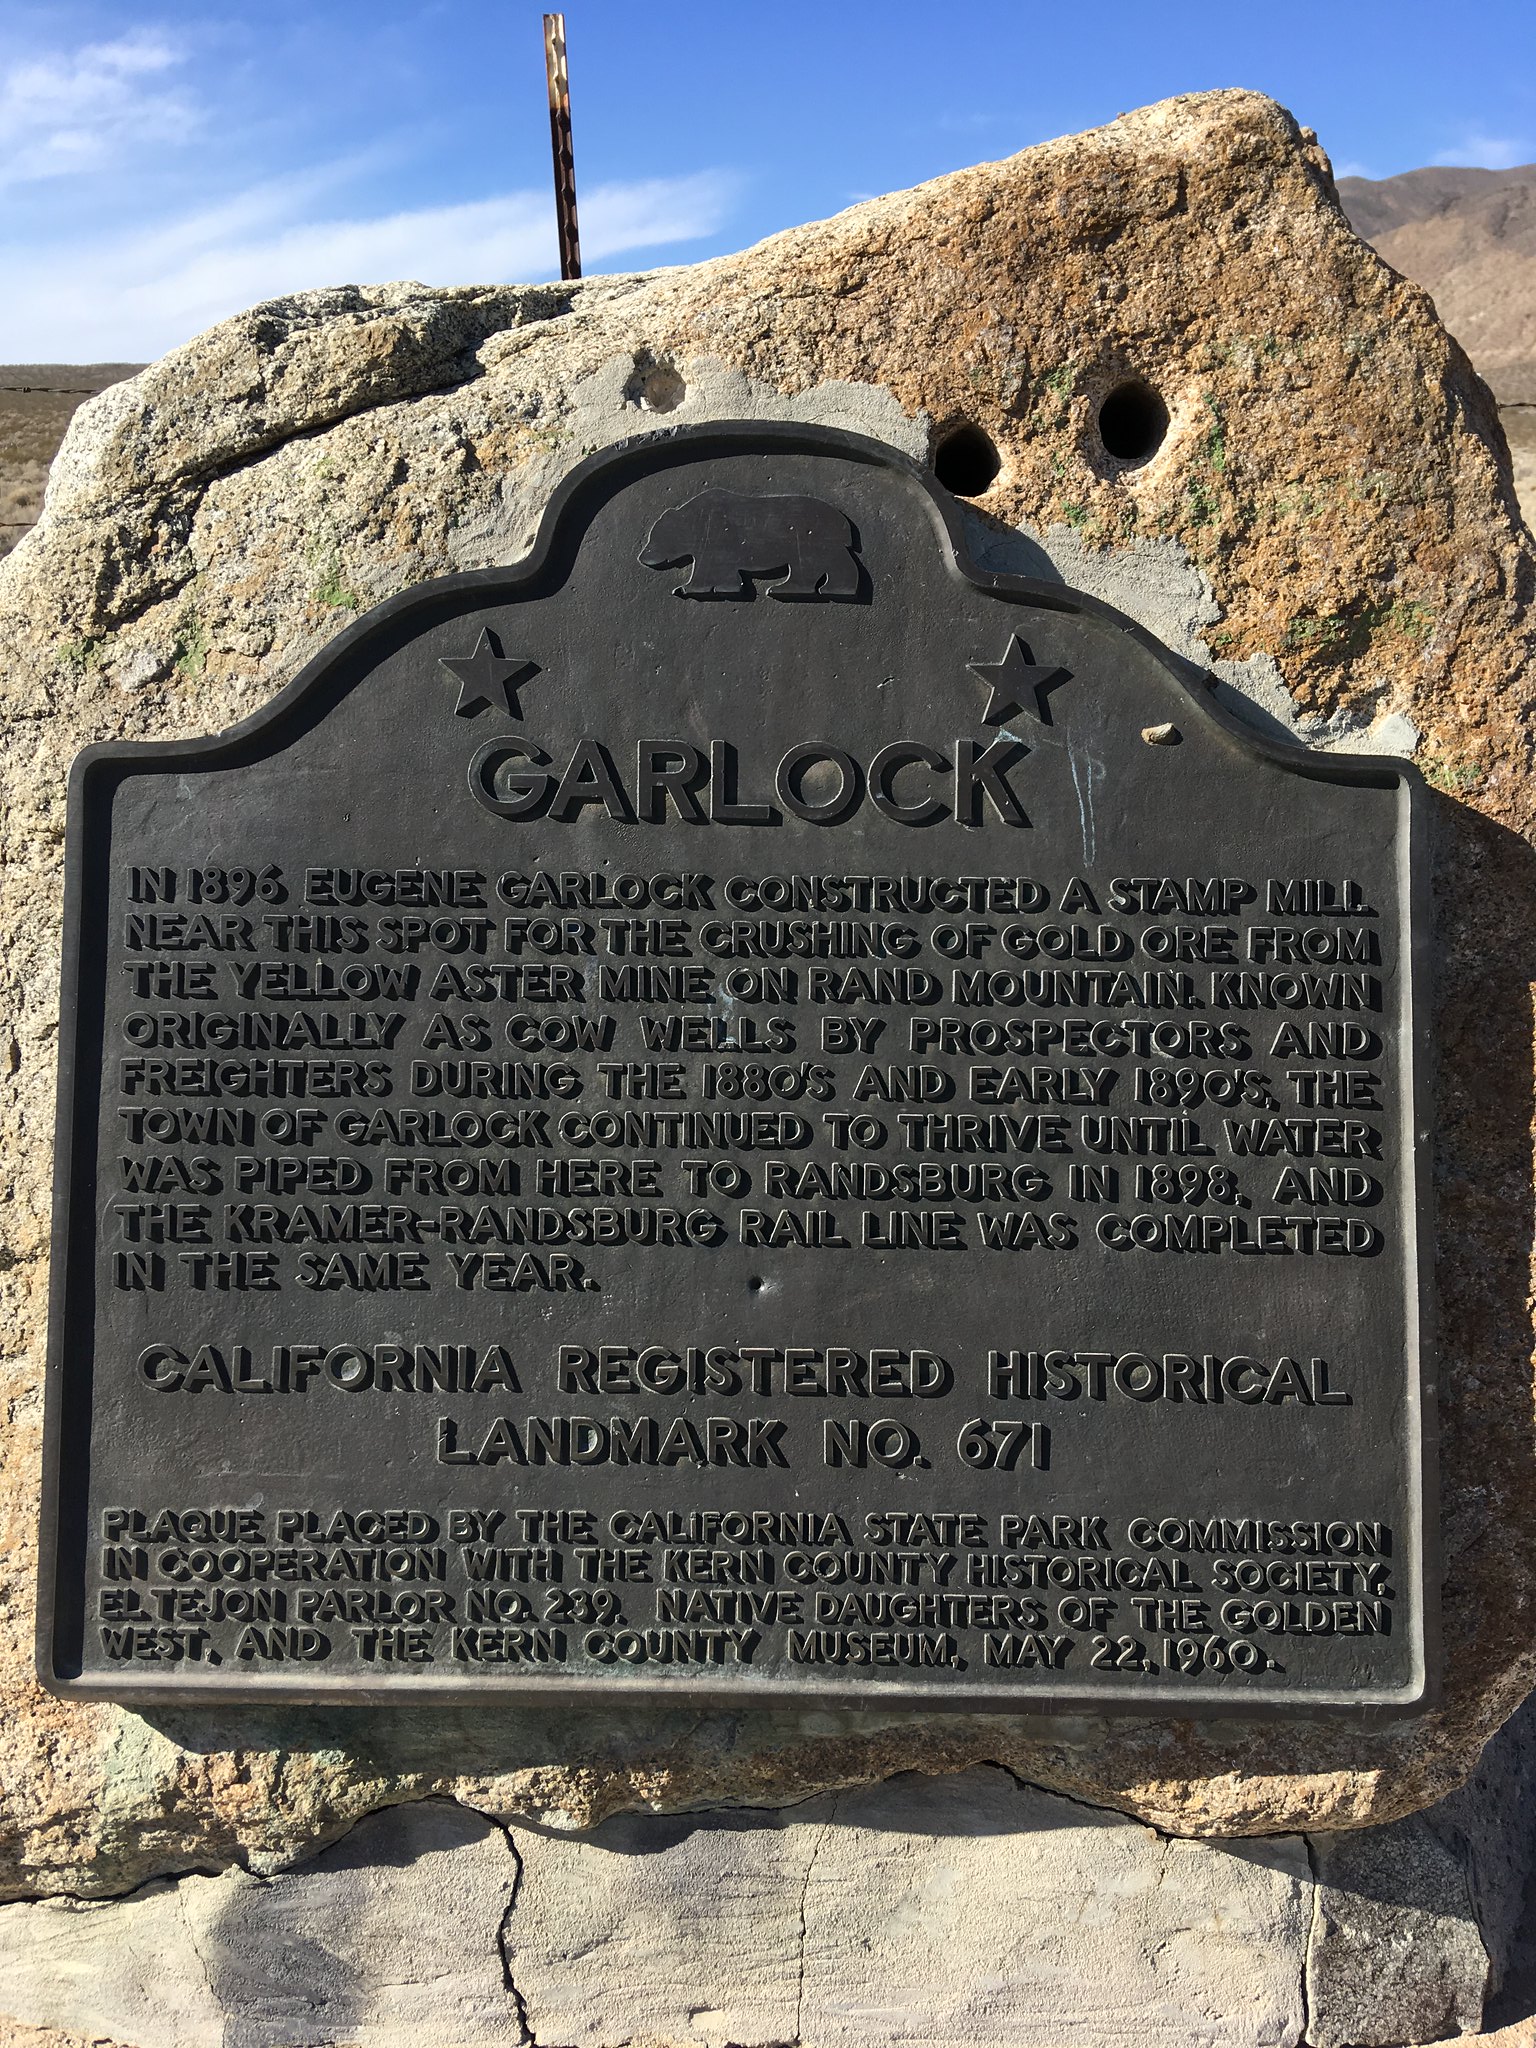 GARLOCK
IN 1896 EUGENE GARLOCK CONSTRUCTED A STAMP MILL
NEAR THIS SPOT FOR THE CRUSHING OF GOLD ORE FROM
THE YELLOW ASTER MINE ON RAND MOUNTAIN. KNOWN
ORIGINALLY AS COW WELLS BY PROSPECTORS AND
FREIGHTERS DURING THE 1880'S AND EARLY 1890'S, THE
TOWN OF GARLOCK CONTINUED TO THRIVE UNTIL WATER
WAS PIPED FROM HERE TO RANDSBURG IN 1898, AND
THE KRAMER-RANDSBURG RAIL LINE WAS COMPLETED
IN THE SAME YEAR.
CALIFORNIA REGISTERED HISTORICAL
LANDMARK NO. 671
PLAQUE PLACED BY THE CALIFORNIA STATE PARK COMMISSION
IN COOPERATION WITH THE KERN COUNTY HISTORICAL SOCIETY,
EL TEJON PARLOR NO. 239, NATIVE DAUGHTERS OF THE GOLDEN
WEST, AND THE KERN COUNTY MUSEUM, MAY 22, 1960.